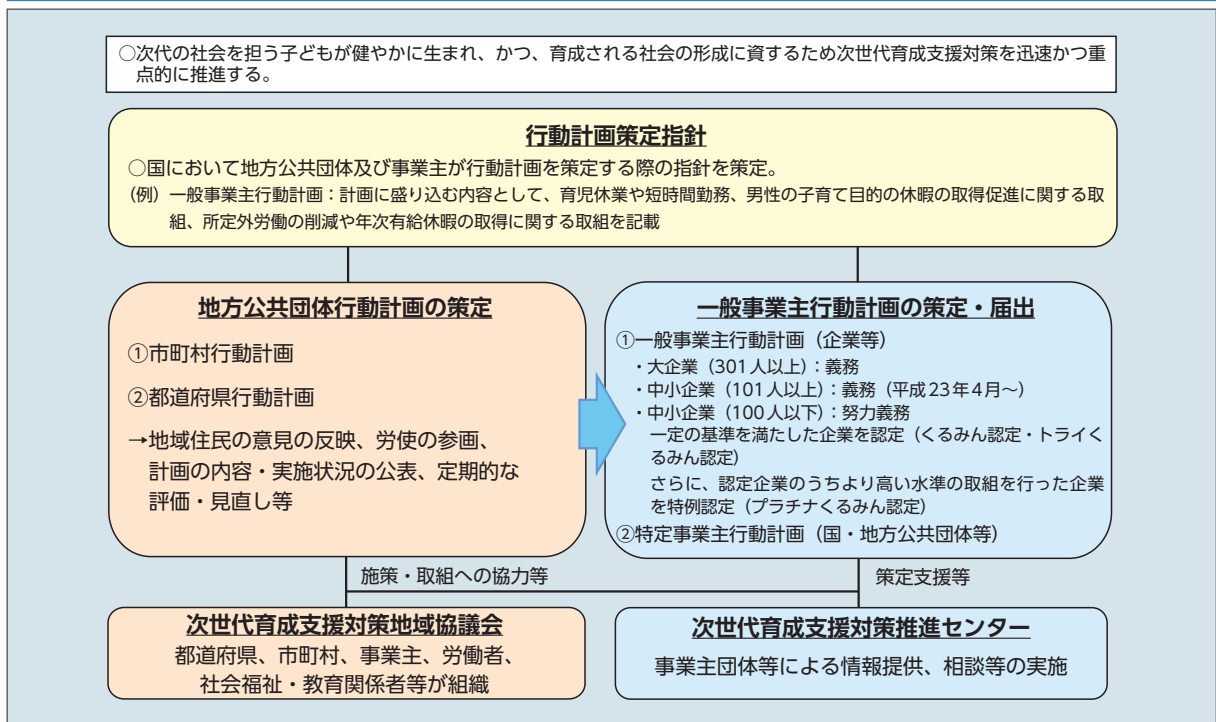 ○次代の社会を担う子どもが健やかに生まれ、かつ、育成される社会の形成に資するため次世代育成支援対策を迅速かつ重
点的に推進する。
行動計画策定指針
○国において地方公共団体及び事業主が行動計画を策定する際の指針を策定。
(例) 一般事業主行動計画：計画に盛り込む内容として、育児休業や短時間勤務、男性の子育て目的の休暇の取得促進に関する取
組、所定外労働の削減や年次有給休暇の取得に関する取組を記載
地方公共団体行動計画の策定
①市町村行動計画
②都道府県行動計画
→地域住民の意見の反映、労使の参画、
計画の内容・実施状況の公表、定期的な
評価・見直し等
一般事業主行動計画の策定・届出
①一般事業主行動計画（企業等）
・大企業（301人以上）：義務
・中小企業（101人以上）：義務（平成23年4月～）
・中小企業（100人以下）：努力義務
一定の基準を満たした企業を認定（くるみん認定・トライく
るみん認定）
さらに、認定企業のうちより高い水準の取組を行った企業
を特例認定（プラチナくるみん認定）
②特定事業主行動計画（国・地方公共団体等）
施策・取組への協力等
策定支援等
次世代育成支援対策地域協議会
都道府県、市町村、事業主、労働者、
社会福祉・教育関係者等が組織
次世代育成支援対策推進センター
事業主団体等による情報提供、相談等の実施